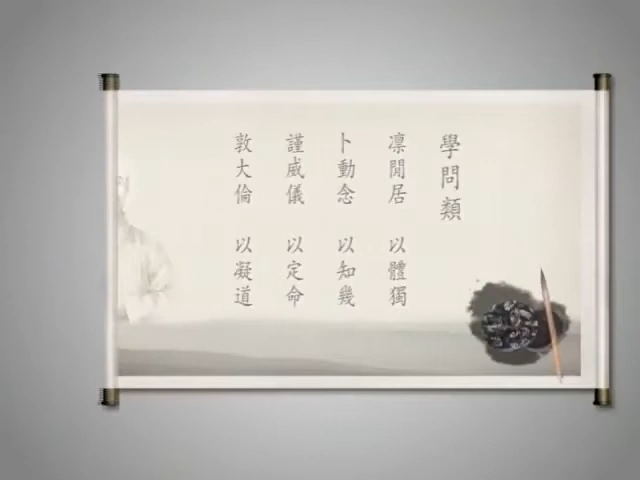 學問類
凛閒居 以體獨
卜動念 以知幾
謹威儀 以定命
敦大倫 以凝道